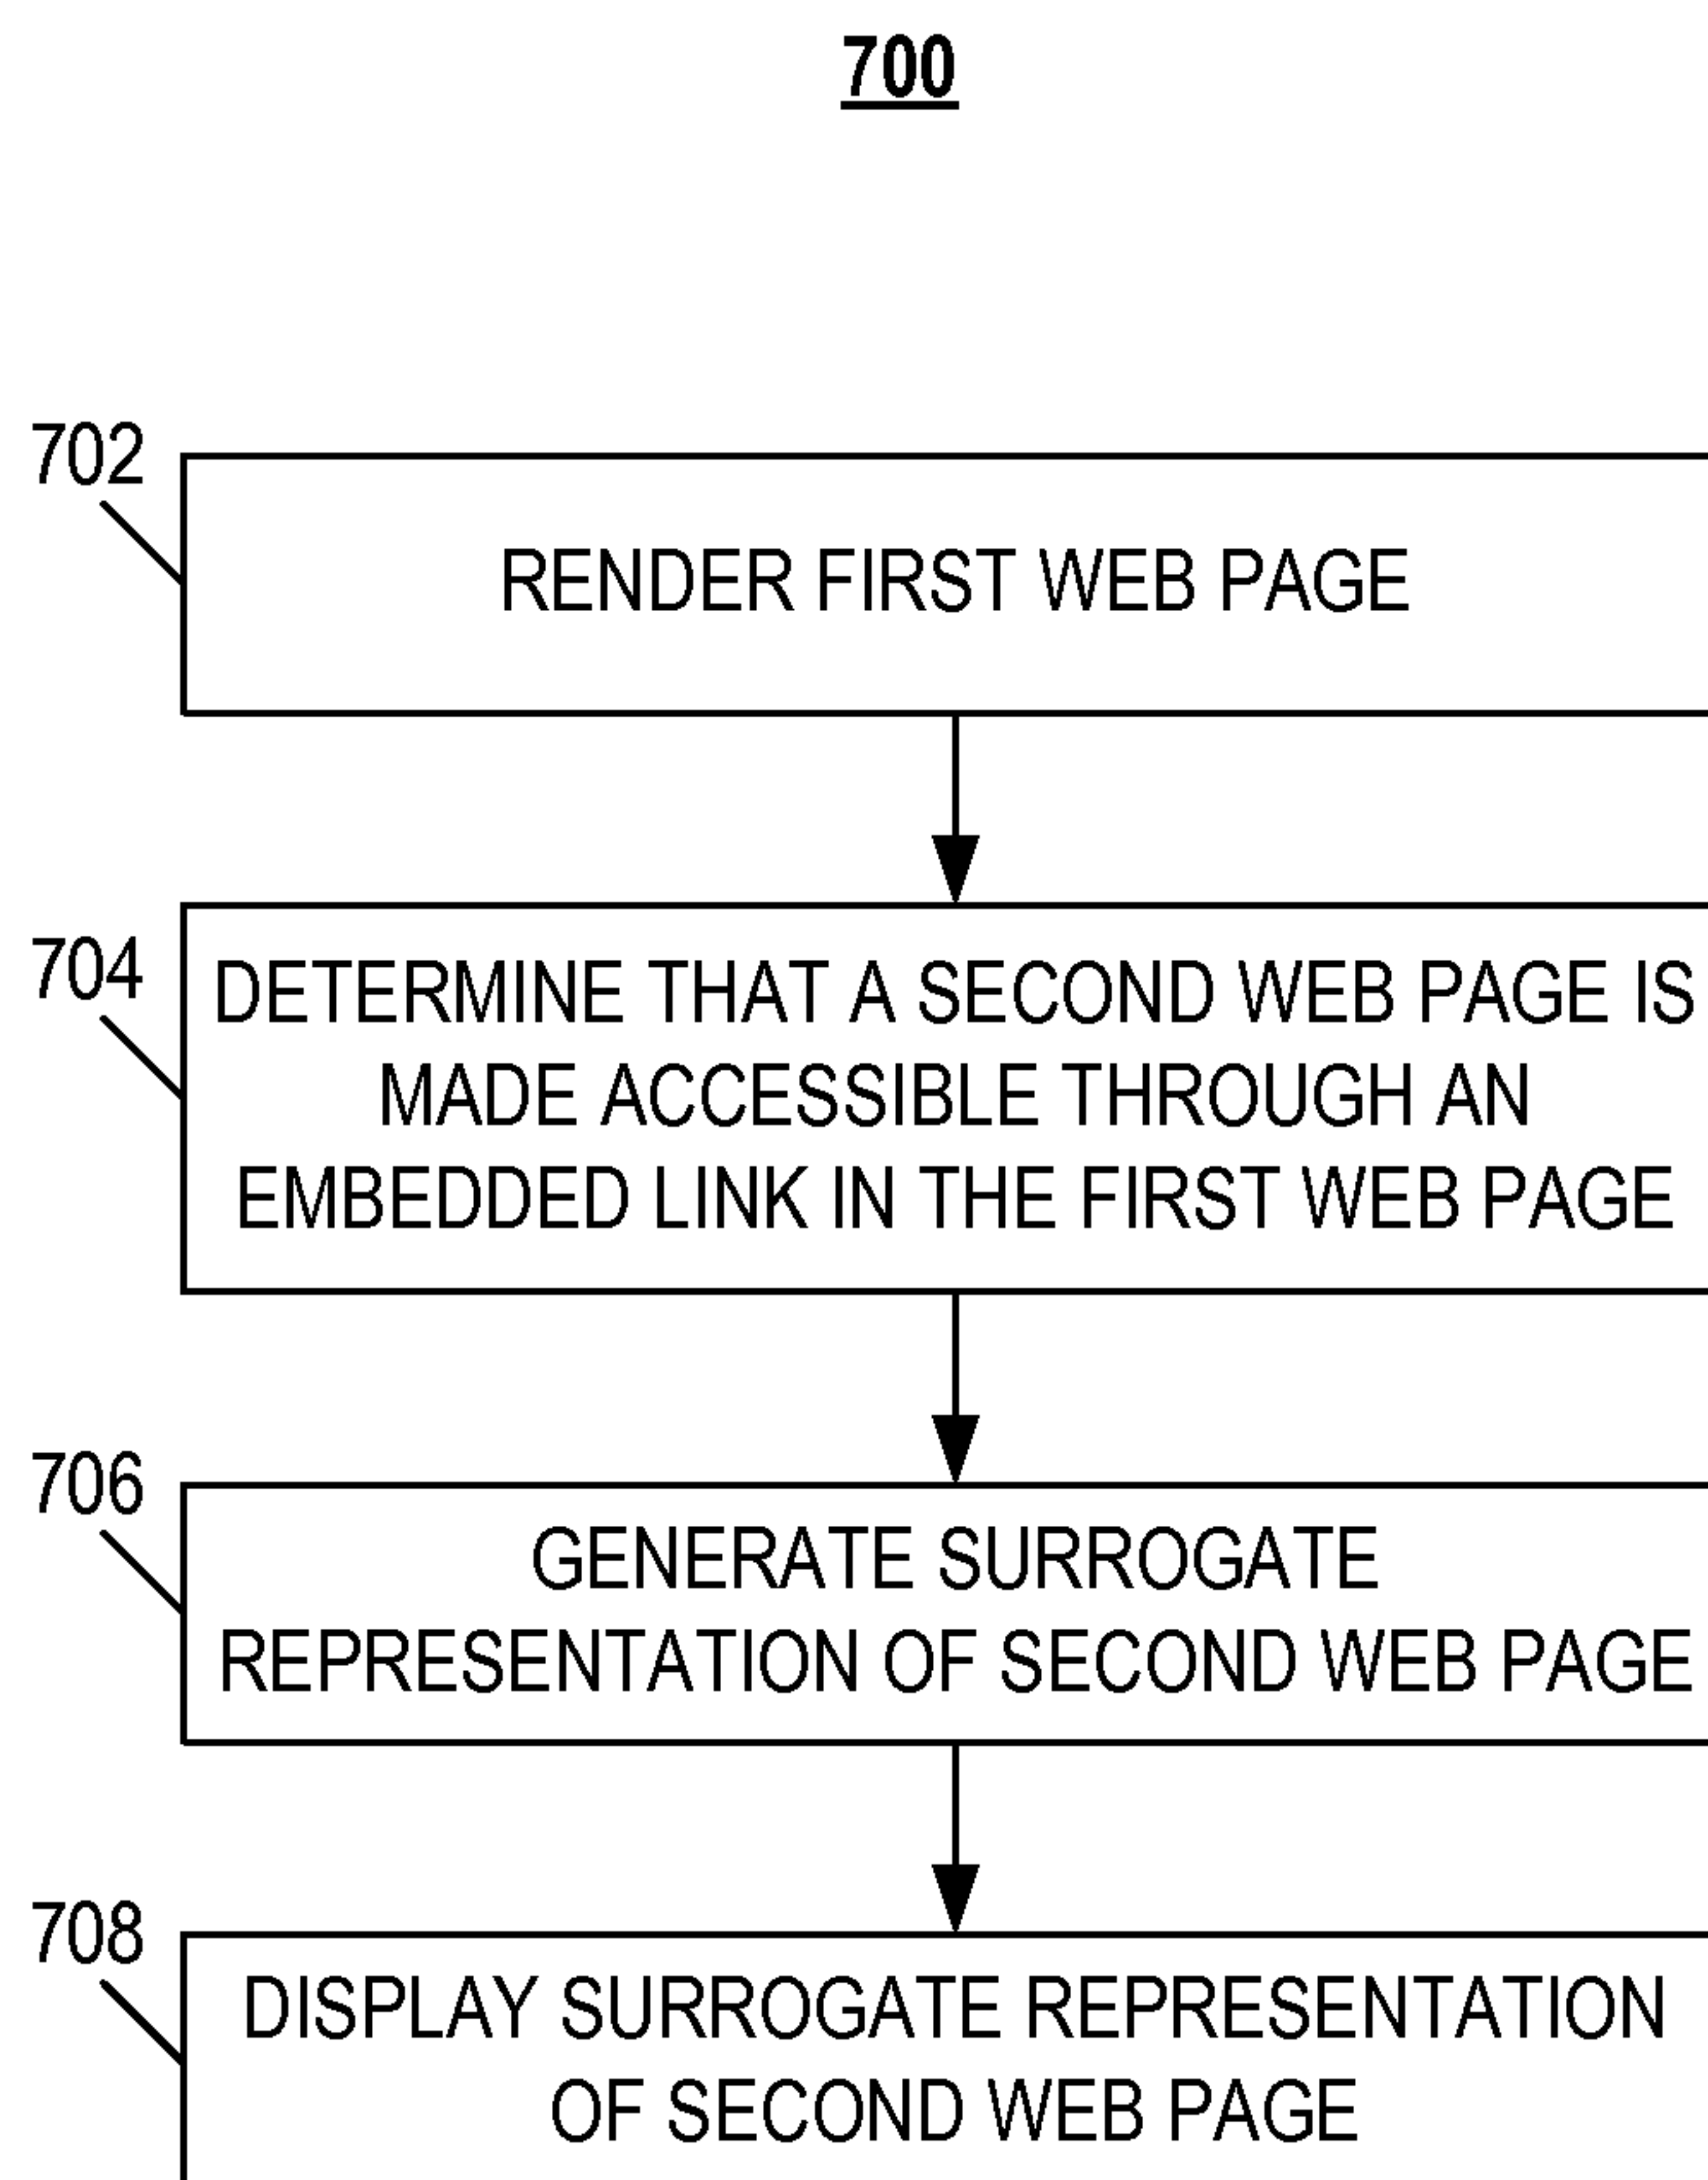 700
702
RENDER FIRST WEB PAGE
704
DETERMINE THAT A SECOND WEB PAGE IS
MADE ACCESSIBLE THROUGH AN
EMBEDDED LINK IN THE FIRST WEB PAGE
706
GENERATE SURROGATE
REPRESENTATION OF SECOND WEB PAGE
708
DISPLAY SURROGATE REPRESENTATION
OF SECOND WEB PAGE